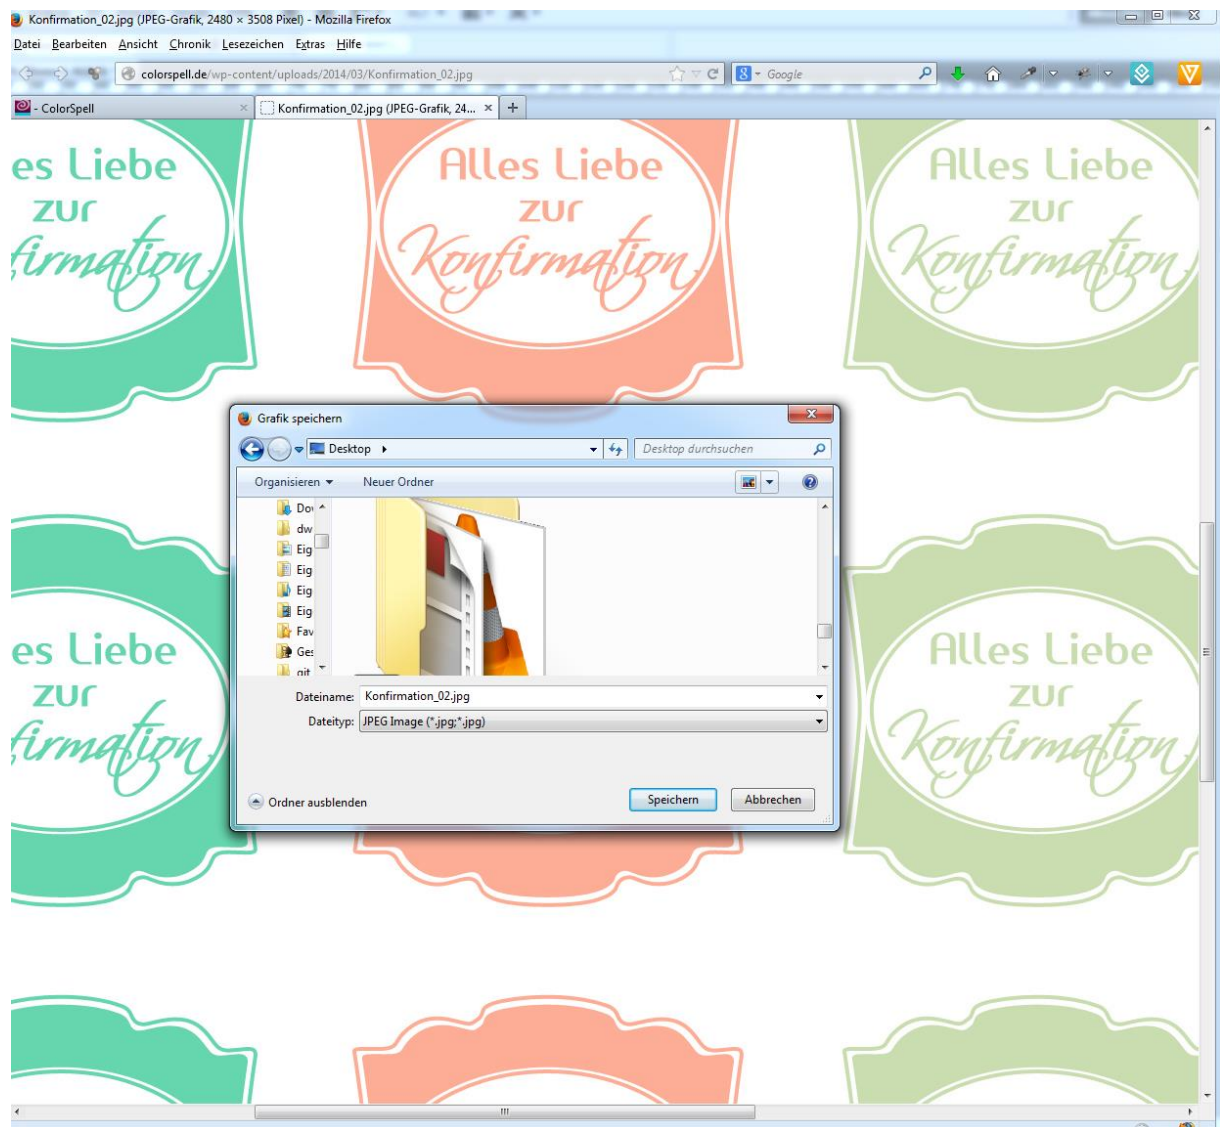 Konfirmation_02.jpg (JPEG-Grafik, 2480 × 3508 Pixel) - Mozilla Firefox
Datei Bearbeiten Ansicht Chronik Lesezeichen Extras Hilfe
colorspell.de/wp-content/uploads/2014/03/Konfirmation_02.jpg
Google
- ColorSpell
Konfirmation_02.jpg (JPEG-Grafik, 24...
es Liebe
zur
firmation
Alles Liebe
zur
Konfirmation
Alles Liebe
zur
Konfirmation
Grafik speichern
Desktop
Desktop durchsuchen
Organisieren
Neuer Ordner
Dow
dw
Eig
Eig
Eig
Eig
Fav
Ges
git
Dateiname: Konfirmation_02.jpg
Dateityp: JPEG Image (*.jpg;*.jpg)
Ordner ausblenden
Speichern
Abbrechen
es Liebe
zur
firmation
Alles Liebe
zur
Konfirmation